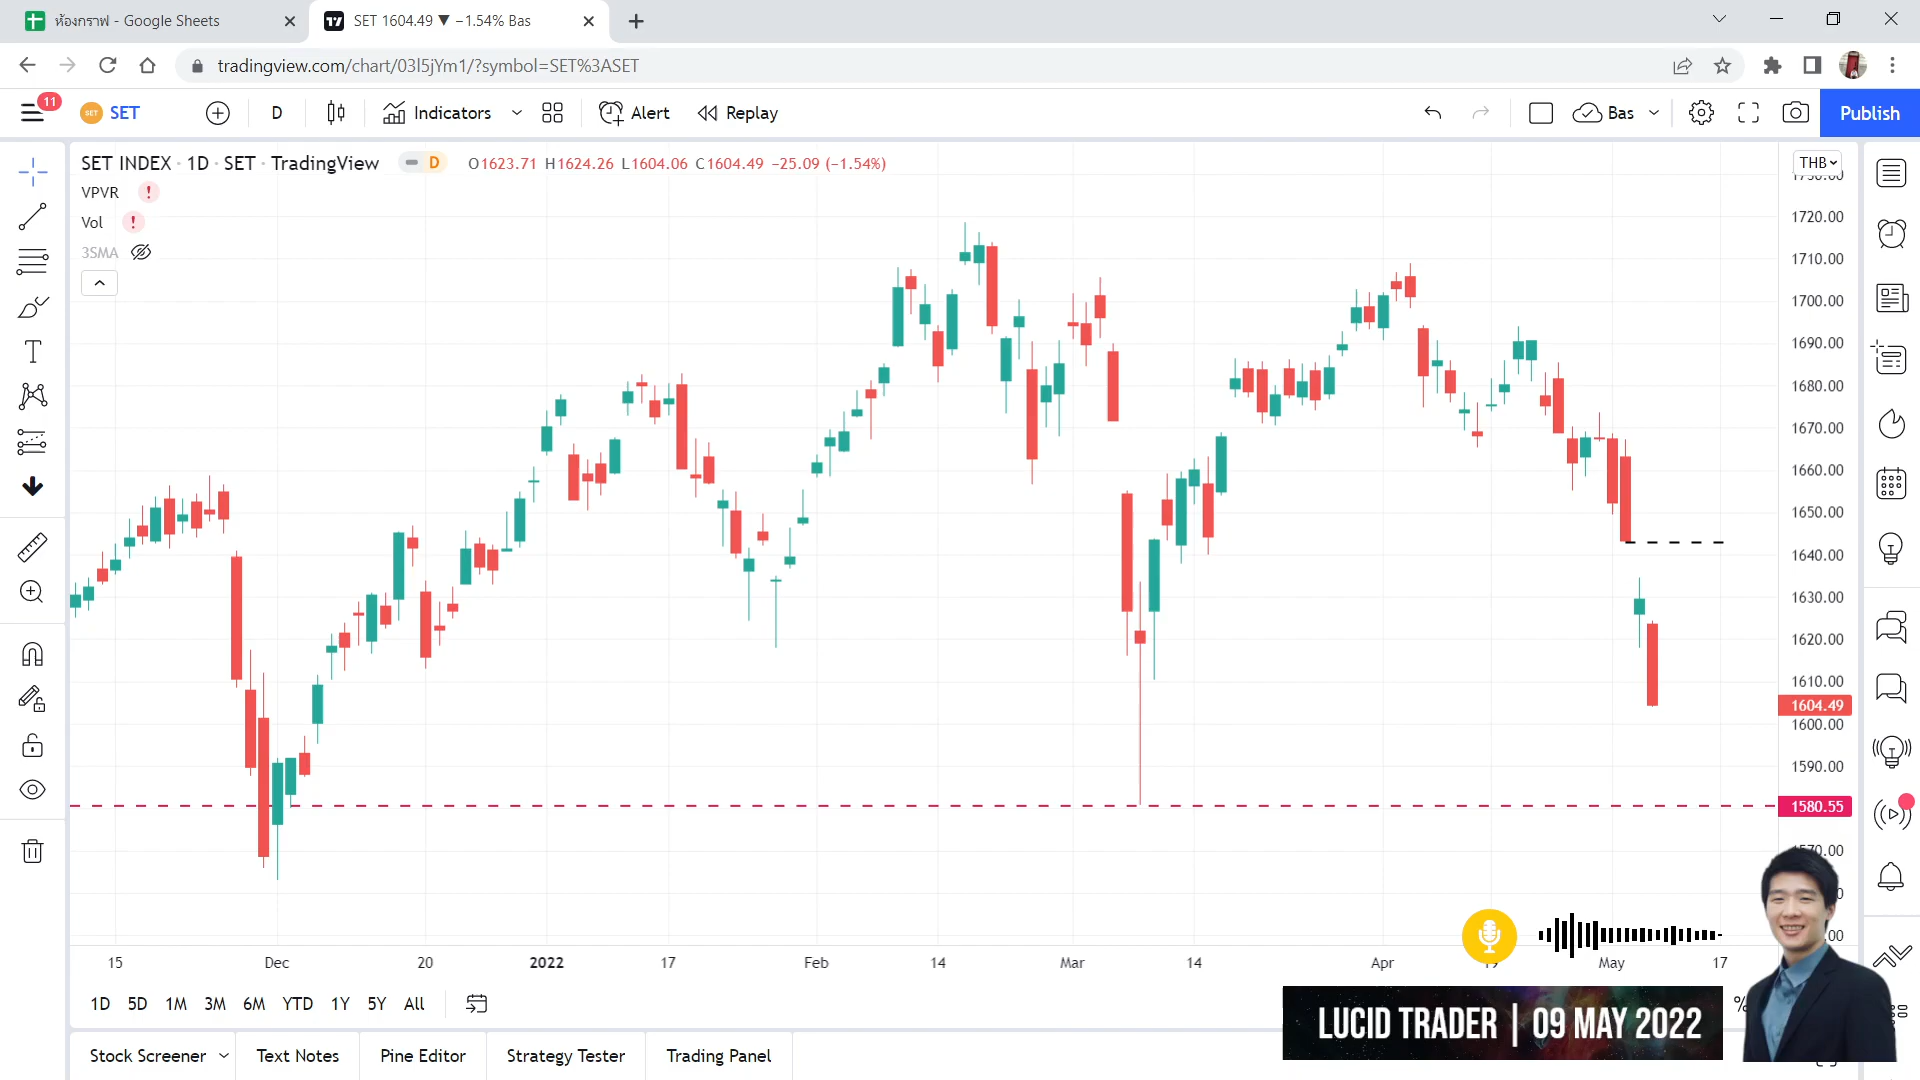 ห้องกราฟ - Google Sheets
SET 1604.49 ▼ −1.54% Bas
tradingview.com/chart/03l5jYm1/?symbol=SET%3ASET
11
SET
SET
D
Indicators
Alert
Replay
Bas
Publish
SET INDEX · 1D · SET · TradingView
D
O1623.71 H1624.26 L1604.06 C1604.49 −25.09 (−1.54%)
VPVR
!
Vol
!
3SMA
THB
1730.00
1720.00
1710.00
1700.00
1690.00
1680.00
1670.00
1660.00
1650.00
1640.00
1630.00
1620.00
1610.00
1604.49
1600.00
1590.00
1580.55
1570.00
15
Dec
20
2022
17
Feb
14
Mar
14
Apr
May
17
1D
5D
1M
3M
6M
YTD
1Y
5Y
All
%
LUCID TRADER | 09 MAY 2022
Stock Screener
Text Notes
Pine Editor
Strategy Tester
Trading Panel